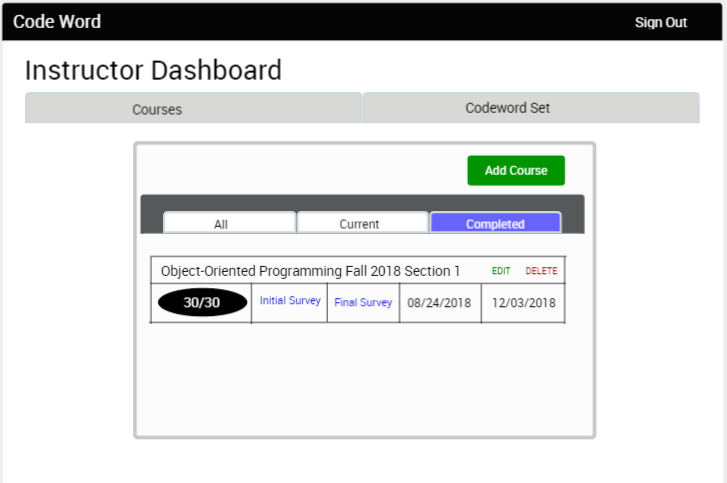 Code Word Sign Out
Instructor Dashboard
Courses Codeword Set
Add Course
All Current Completed
Object-Oriented Programming Fall 2018 Section 1 EDIT DELETE
30/30 Initial Survey Final Survey 08/24/2018 12/03/2018